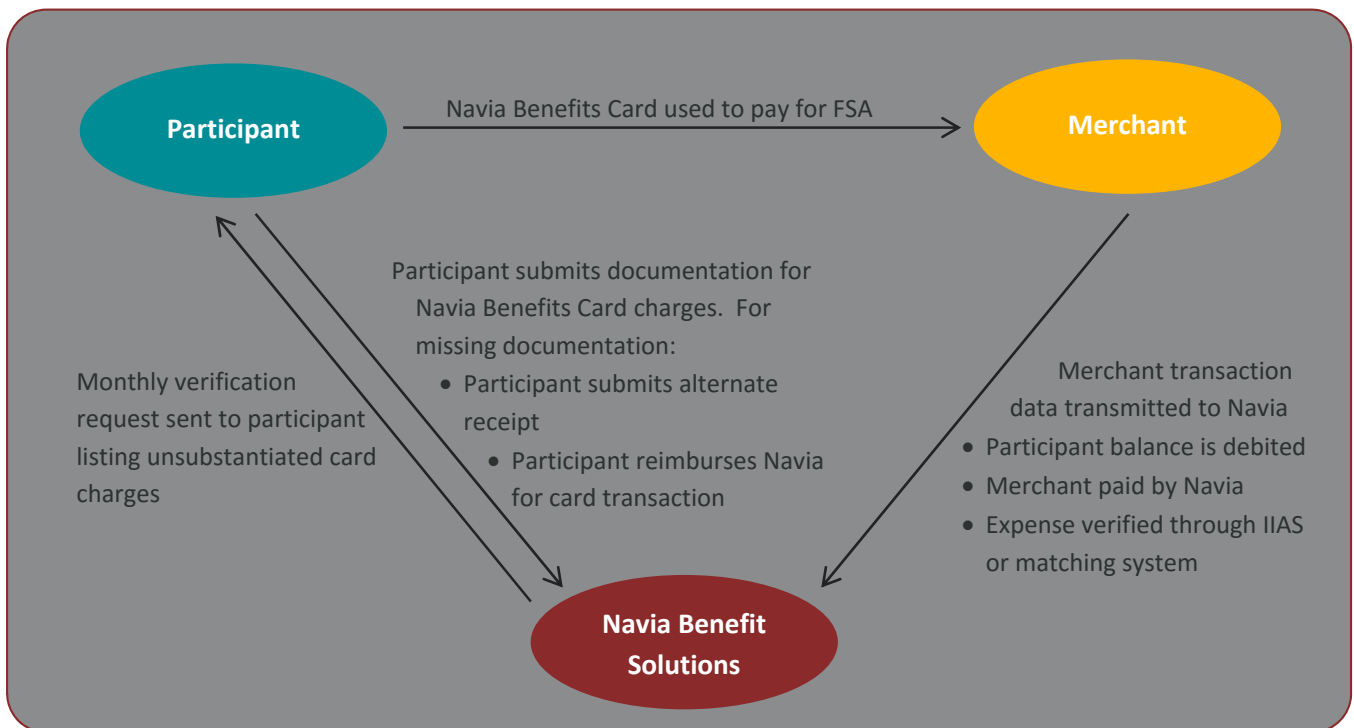 Participant
Navia Benefits Card used to pay for FSA
Merchant
Participant submits documentation for
Navia Benefits Card charges.  For
missing documentation:
• Participant submits alternate
receipt
• Participant reimburses Navia
for card transaction
Monthly verification
request sent to participant
listing unsubstantiated card
charges
Merchant transaction
data transmitted to Navia
• Participant balance is debited
• Merchant paid by Navia
• Expense verified through IIAS
or matching system
Navia Benefit
Solutions